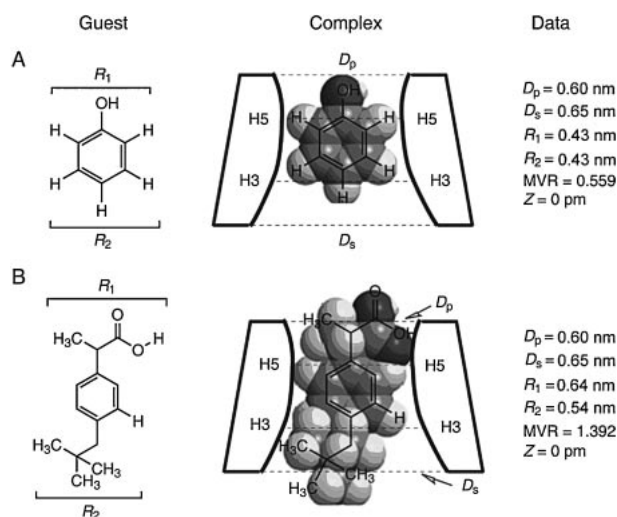 Guest Complex Data
A
R₁
OH
H H
H H
H
R₂
Dₚ
OH
H5 H H H5
H3 H H H3
H
Dₛ
Dₚ = 0.60 nm
Dₛ = 0.65 nm
R₁ = 0.43 nm
R₂ = 0.43 nm
MVR = 0.559
Z = 0 pm
B
R₁
O
H₃C O-H
H
H₃C CH₃
CH₃
R₂
O
Dₚ
H₃C OH
H5 H5
H3 H H3
H₃C
H₃C CH₃
Dₛ
Dₚ = 0.60 nm
Dₛ = 0.65 nm
R₁ = 0.64 nm
R₂ = 0.54 nm
MVR = 1.392
Z = 0 pm